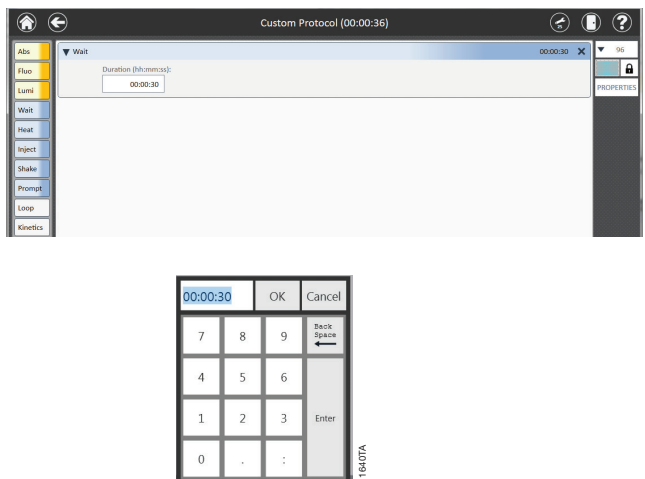 Custom Protocol (00:00:36)
Abs
Fluo
Lumi
Wait
Heat
Inject
Shake
Prompt
Loop
Kinetics
Wait
00:00:30
Duration (hh:mm:ss):
00:00:30
96
PROPERTIES
00:00:30 OK Cancel
7 8 9 Back Space
4 5 6
1 2 3 Enter
0 . :
1640TA